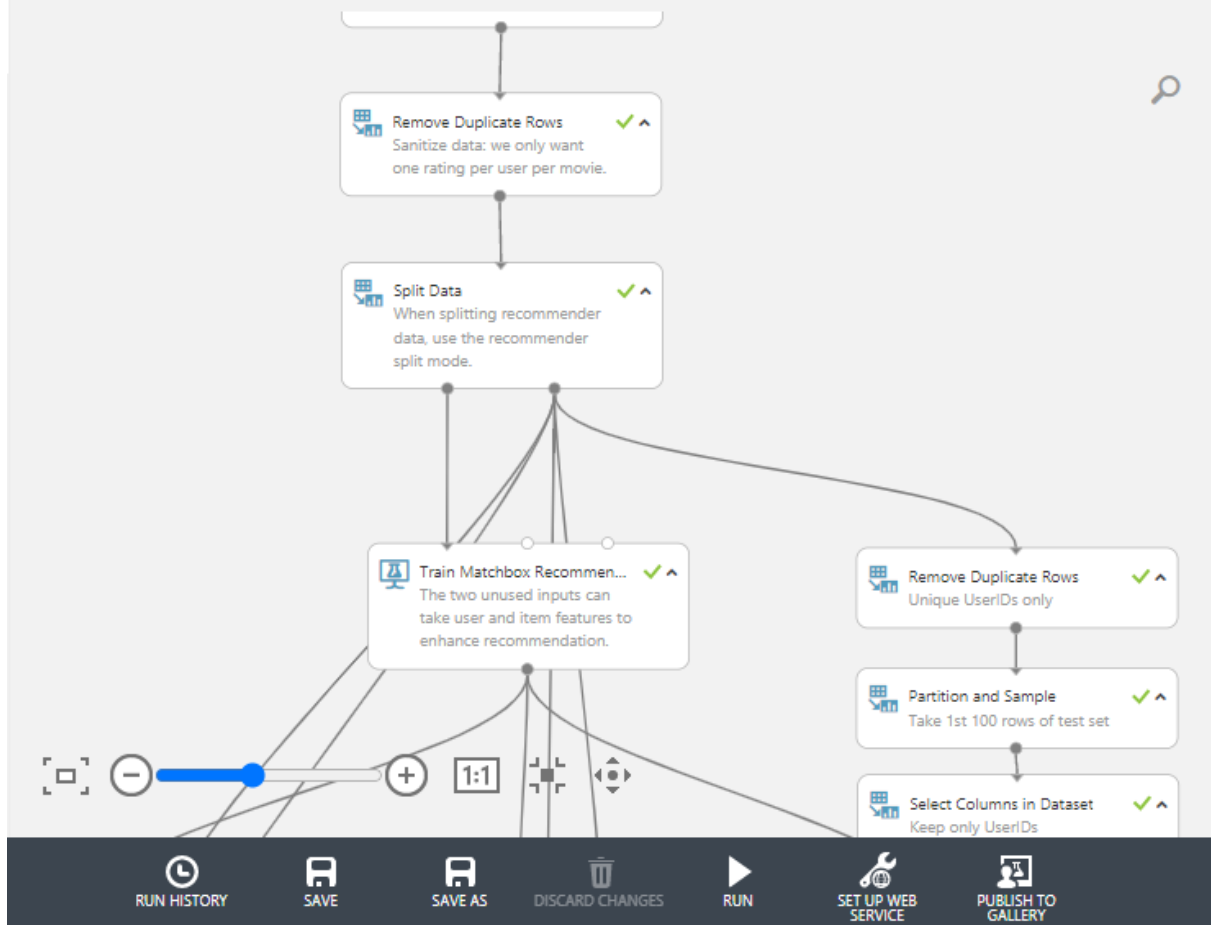 Remove Duplicate Rows
Sanitize data: we only want
one rating per user per movie.
Split Data
When splitting recommender
data, use the recommender
split mode.
Train Matchbox Recommen...
The two unused inputs can
take user and item features to
enhance recommendation.
Remove Duplicate Rows
Unique UserIDs only
Partition and Sample
Take 1st 100 rows of test set
Select Columns in Dataset
Keep only UserIDs
1:1
RUN HISTORY
SAVE
SAVE AS
DISCARD CHANGES
RUN
SET UP WEB
SERVICE
PUBLISH TO
GALLERY